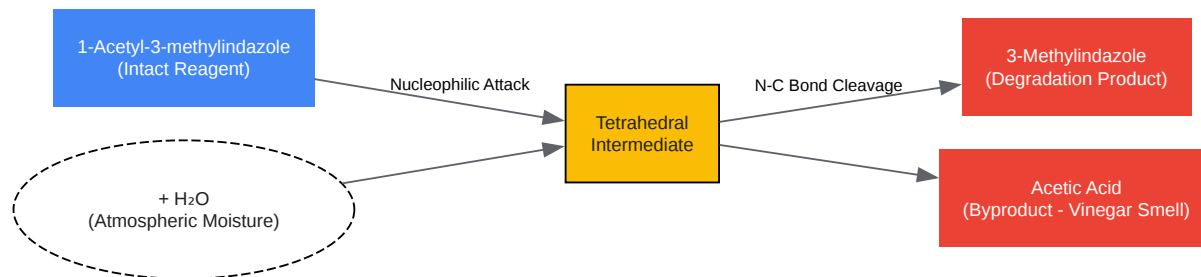 1-Acetyl-3-methylindazole
(Intact Reagent)
Nucleophilic Attack
+ H₂O
(Atmospheric Moisture)
Tetrahedral
Intermediate
N-C Bond Cleavage
3-Methylindazole
(Degradation Product)
Acetic Acid
(Byproduct - Vinegar Smell)